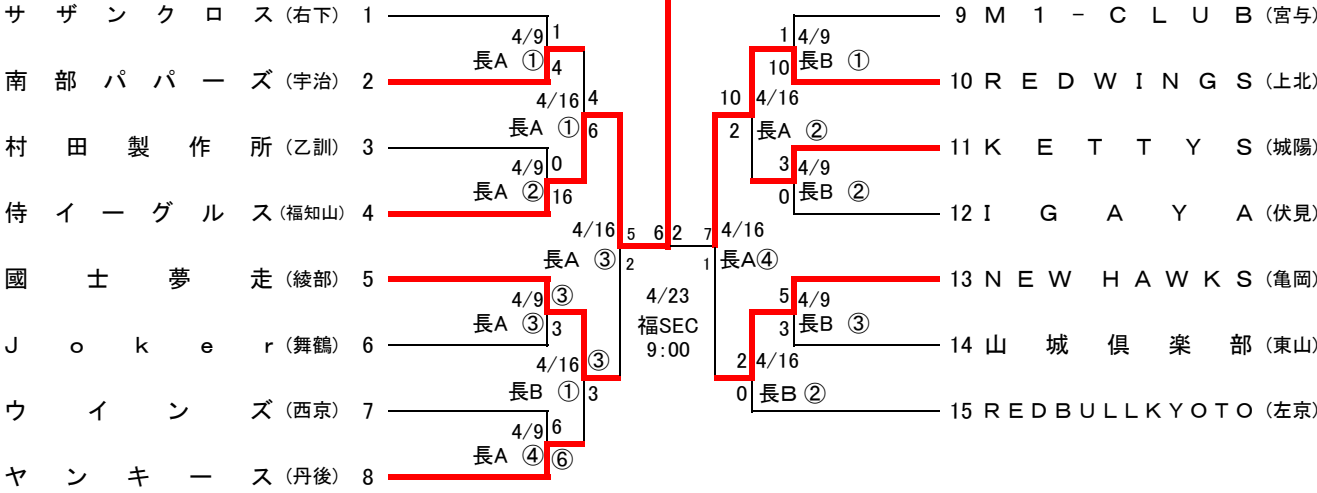 サザンクロス(右下) 1
南部パパーズ(宇治) 2
村田製作所(乙訓) 3
侍イーグルス(福知山) 4
國士夢走(綾部) 5
Joker(舞鶴) 6
ウインズ(西京) 7
ヤンキース(丹後) 8
4/9 1
長A ① 4
4/9 0
長A ② 16
4/9 ③
長A ③ 3
4/9 6
長A ④ ⑥
4/16 4
長A ① 6
4/16 ③
長B ① 3
4/16 5
長A ③ 2
6 2
4/23
福SEC
9:00
7 4/16
1 長A④
10 4/16
2 長A ②
2 4/16
0 長B ②
1 4/9
10 長B ①
3 4/9
0 長B ②
5 4/9
3 長B ③
9 M1-CLUB(宮与)
10 REDWINGS(上北)
11 KETTYS(城陽)
12 IGAYA(伏見)
13 NEW HAWKS(亀岡)
14 山城倶楽部(東山)
15 REDBULLKYOTO(左京)